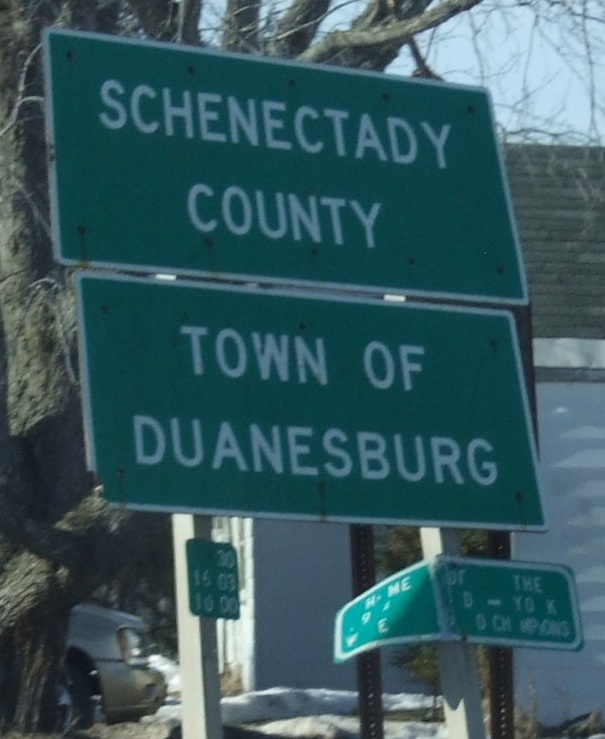 SCHENECTADY
COUNTY
TOWN OF
DUANESBURG
30
16 03
10 00
THE